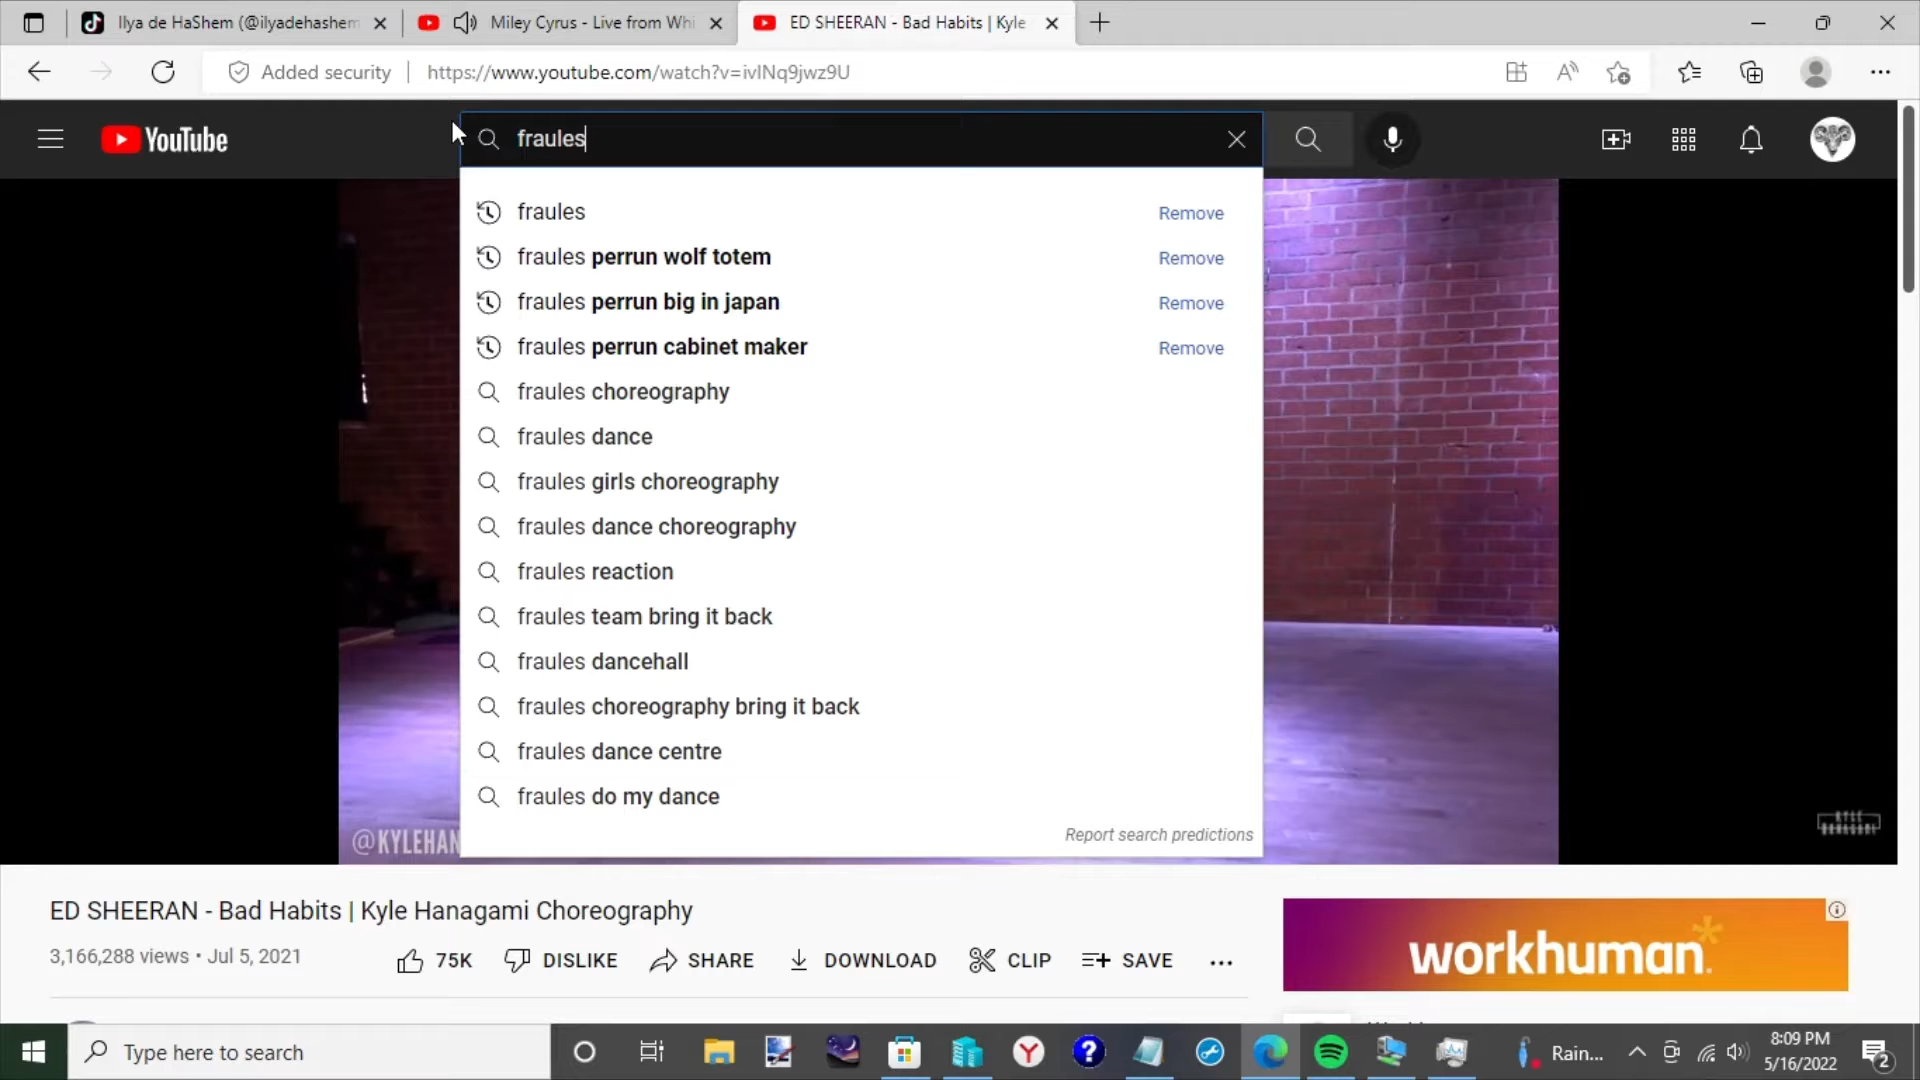 Ilya de HaShem (@ilyadehashem
Miley Cyrus - Live from Whi
ED SHEERAN - Bad Habits | Kyle
Added security
https://www.youtube.com/watch?v=ivlNq9jwz9U
YouTube
fraules
fraules Remove
fraules perrun wolf totem Remove
fraules perrun big in japan Remove
fraules perrun cabinet maker Remove
fraules choreography
fraules dance
fraules girls choreography
fraules dance choreography
fraules reaction
fraules team bring it back
fraules dancehall
fraules choreography bring it back
fraules dance centre
fraules do my dance
Report search predictions
@KYLEHAN
ED SHEERAN - Bad Habits | Kyle Hanagami Choreography
3,166,288 views • Jul 5, 2021
75K
DISLIKE
SHARE
DOWNLOAD
CLIP
SAVE
workhuman.
Type here to search
Rain...
8:09 PM
5/16/2022
2